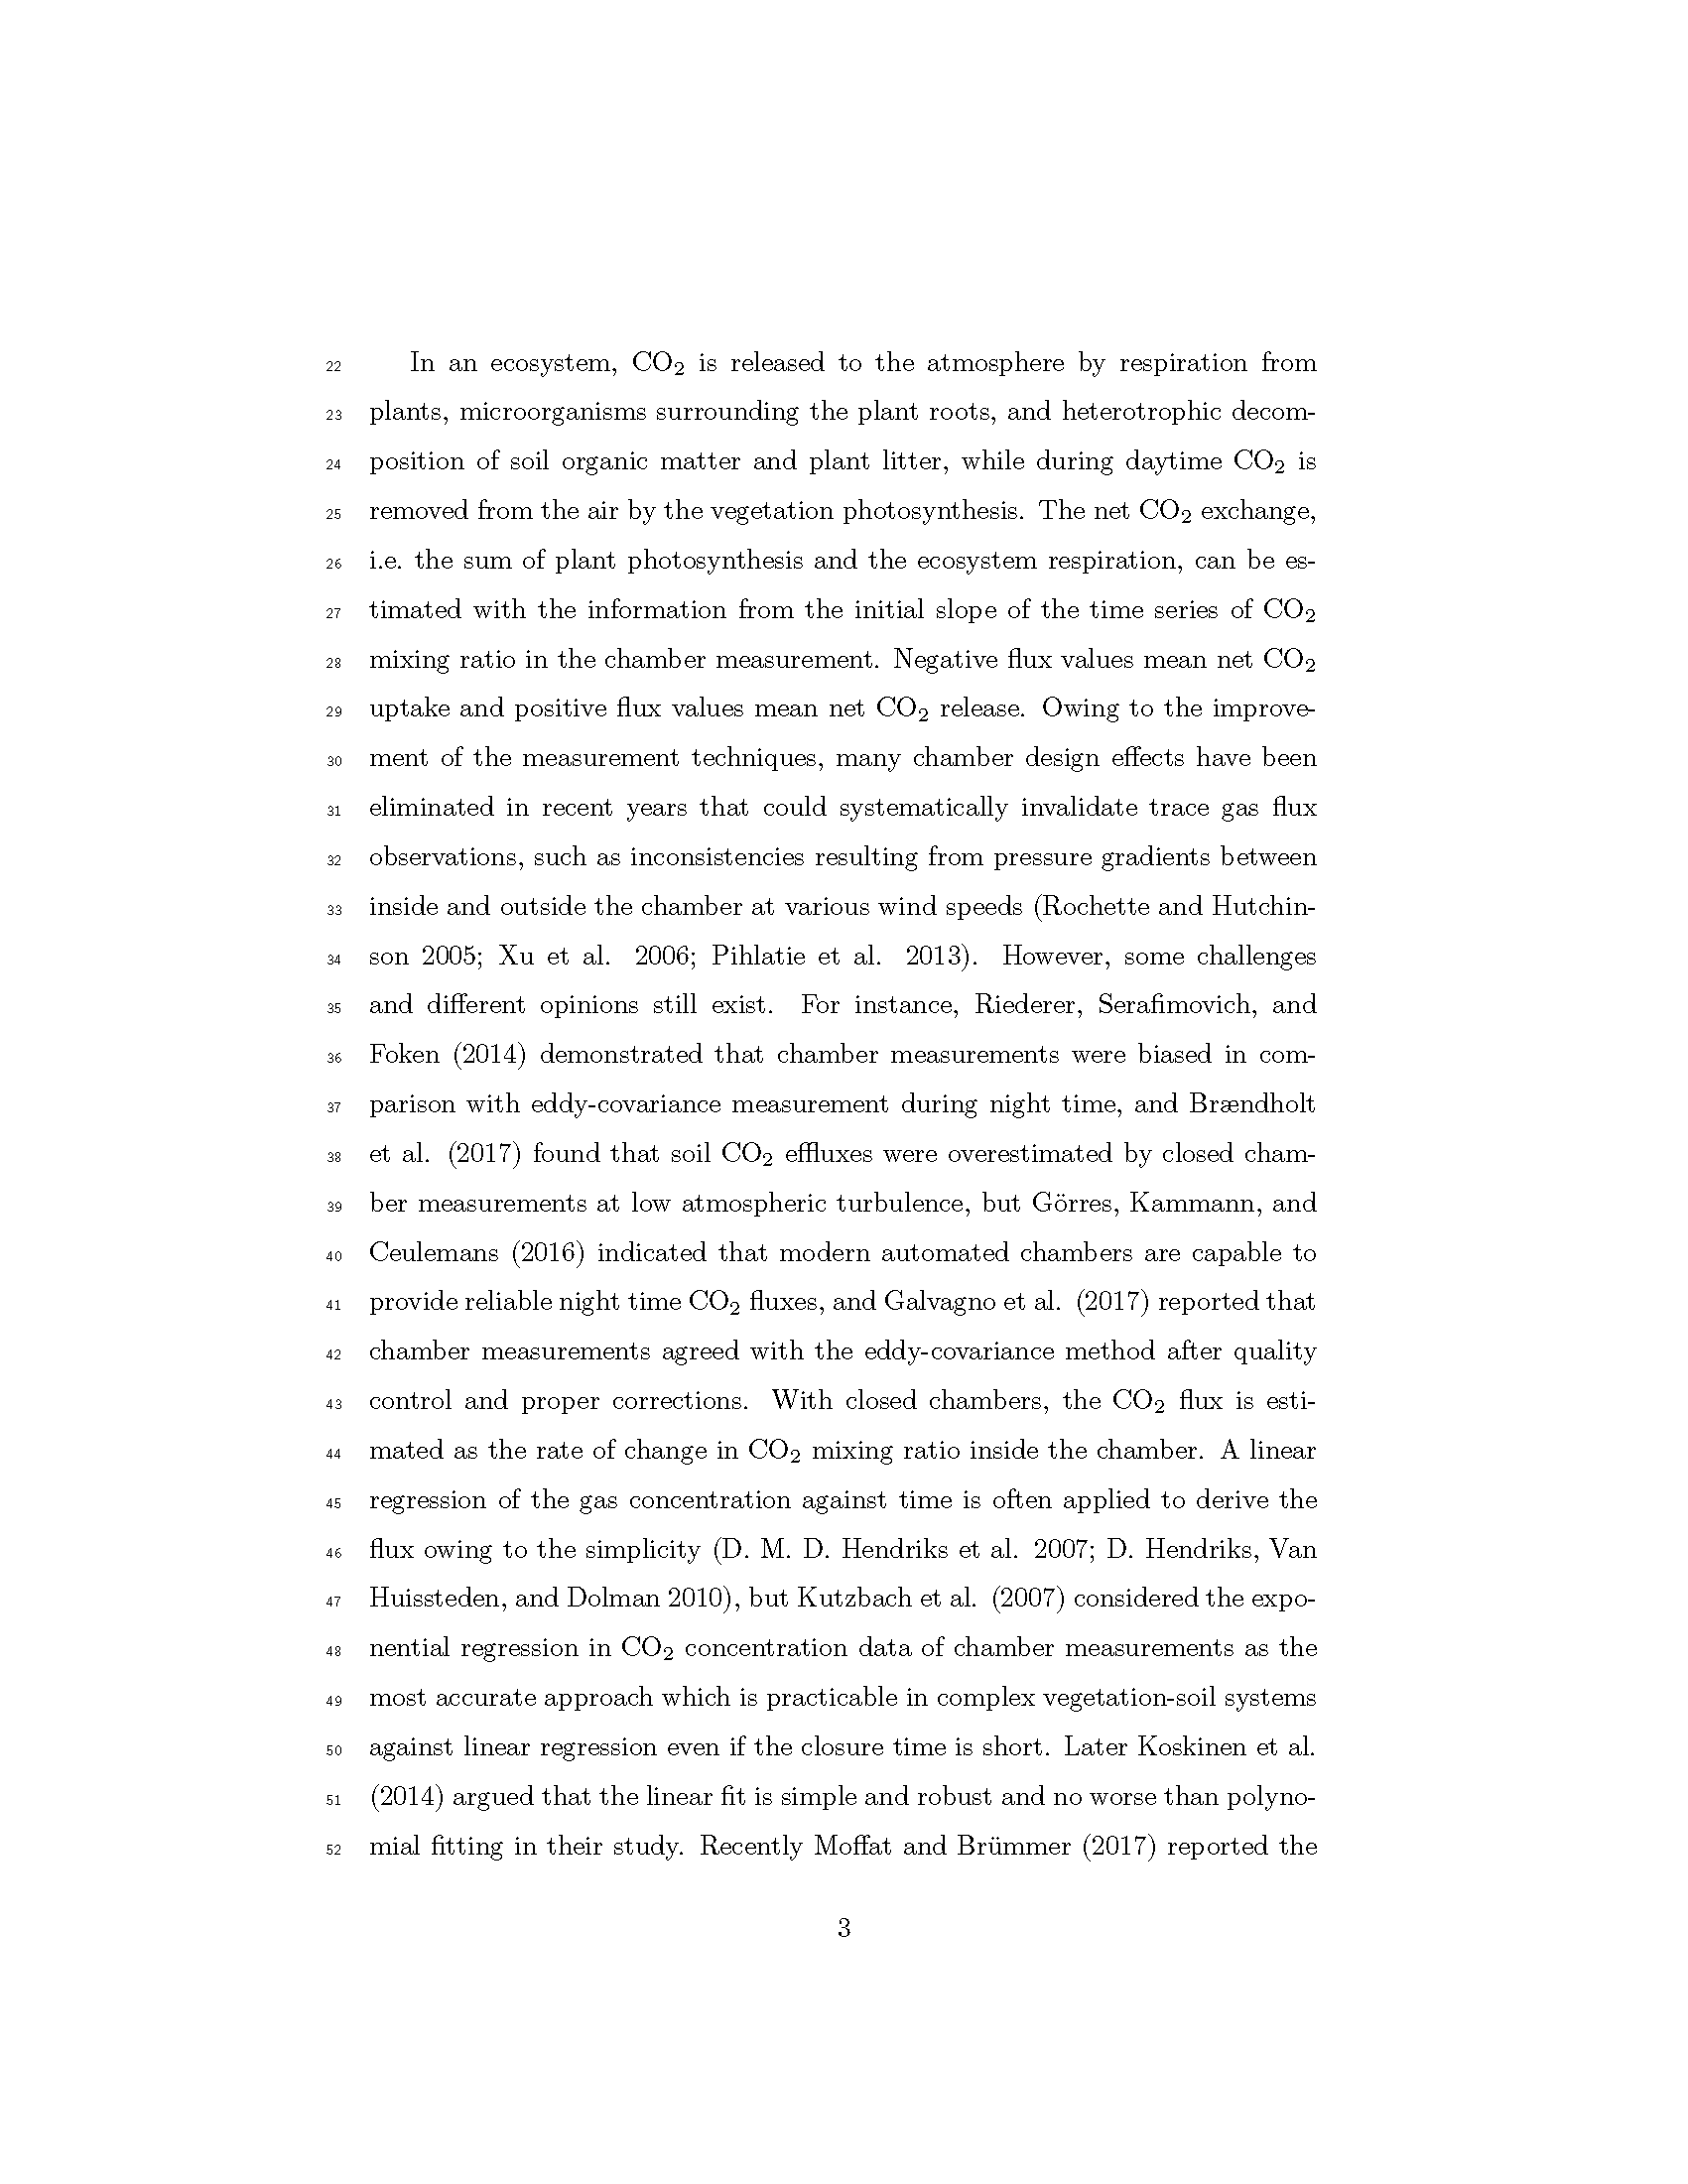 22 In an ecosystem, CO₂ is released to the atmosphere by respiration from
23 plants, microorganisms surrounding the plant roots, and heterotrophic decom-
24 position of soil organic matter and plant litter, while during daytime CO₂ is
25 removed from the air by the vegetation photosynthesis. The net CO₂ exchange,
26 i.e. the sum of plant photosynthesis and the ecosystem respiration, can be es-
27 timated with the information from the initial slope of the time series of CO₂
28 mixing ratio in the chamber measurement. Negative flux values mean net CO₂
29 uptake and positive flux values mean net CO₂ release. Owing to the improve-
30 ment of the measurement techniques, many chamber design effects have been
31 eliminated in recent years that could systematically invalidate trace gas flux
32 observations, such as inconsistencies resulting from pressure gradients between
33 inside and outside the chamber at various wind speeds (Rochette and Hutchin-
34 son 2005; Xu et al. 2006; Pihlatie et al. 2013). However, some challenges
35 and different opinions still exist. For instance, Riederer, Serafimovich, and
36 Foken (2014) demonstrated that chamber measurements were biased in com-
37 parison with eddy-covariance measurement during night time, and Brændholt
38 et al. (2017) found that soil CO₂ effluxes were overestimated by closed cham-
39 ber measurements at low atmospheric turbulence, but Görres, Kammann, and
40 Ceulemans (2016) indicated that modern automated chambers are capable to
41 provide reliable night time CO₂ fluxes, and Galvagno et al. (2017) reported that
42 chamber measurements agreed with the eddy-covariance method after quality
43 control and proper corrections. With closed chambers, the CO₂ flux is esti-
44 mated as the rate of change in CO₂ mixing ratio inside the chamber. A linear
45 regression of the gas concentration against time is often applied to derive the
46 flux owing to the simplicity (D. M. D. Hendriks et al. 2007; D. Hendriks, Van
47 Huissteden, and Dolman 2010), but Kutzbach et al. (2007) considered the expo-
48 nential regression in CO₂ concentration data of chamber measurements as the
49 most accurate approach which is practicable in complex vegetation-soil systems
50 against linear regression even if the closure time is short. Later Koskinen et al.
51 (2014) argued that the linear fit is simple and robust and no worse than polyno-
52 mial fitting in their study. Recently Moffat and Brümmer (2017) reported the
3